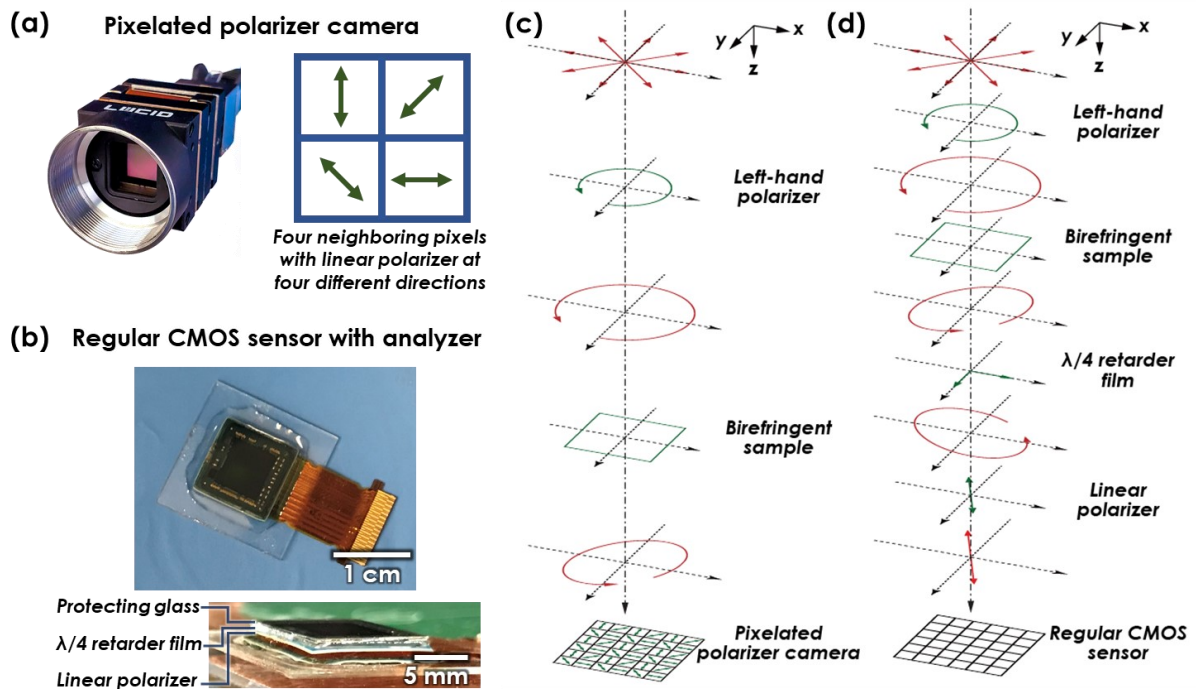 (a)
Pixelated polarizer camera
LUCID
Four neighboring pixels
with linear polarizer at
four different directions
(b) Regular CMOS sensor with analyzer
1 cm
Protecting glass
λ/4 retarder film
Linear polarizer
5 mm
(c)
x
y
z
Left-hand
polarizer
Birefringent
sample
Pixelated
polarizer camera
(d)
x
y
z
Left-hand
polarizer
Birefringent
sample
λ/4 retarder
film
Linear
polarizer
Regular CMOS
sensor